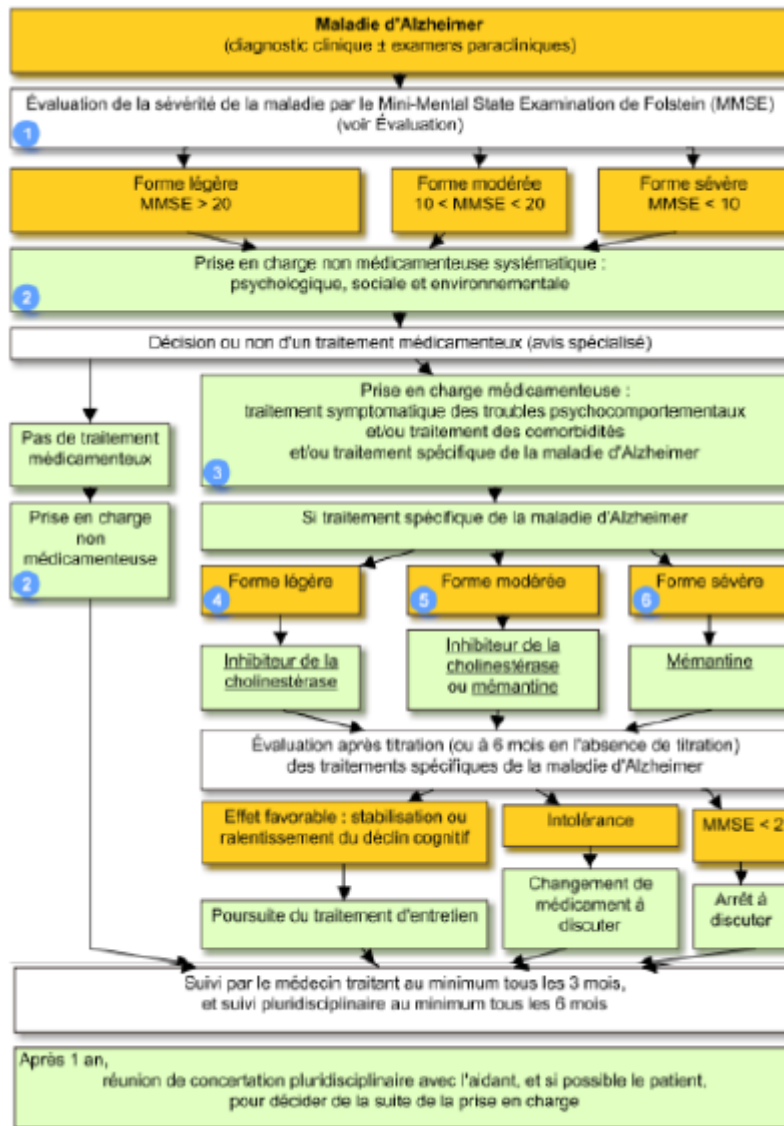 Maladie d'Alzheimer
(diagnostic clinique ± examens paracliniques)
Évaluation de la sévérité de la maladie par le Mini-Mental State Examination de Folstein (MMSE)
(voir Évaluation)
1
Forme légère
MMSE > 20
Forme modérée
10 < MMSE < 20
Forme sévère
MMSE < 10
Prise en charge non médicamenteuse systématique :
psychologique, sociale et environnementale
2
Décision ou non d'un traitement médicamenteux (avis spécialisé)
Pas de traitement
médicamenteux
Prise en charge
non
médicamenteuse
2
Prise en charge médicamenteuse :
traitement symptomatique des troubles psychocomportementaux
et/ou traitement des comorbidités
et/ou traitement spécifique de la maladie d'Alzheimer
3
Si traitement spécifique de la maladie d'Alzheimer
Forme légère
4
Forme modérée
5
Forme sévère
6
Inhibiteur de la
cholinestérase
Inhibiteur de la
cholinestérase
ou mémantine
Mémantine
Évaluation après titration (ou à 6 mois en l'absence de titration)
des traitements spécifiques de la maladie d'Alzheimer
Effet favorable : stabilisation ou
ralentissement du déclin cognitif
Intolérance
MMSE < 2
Poursuite du traitement d'entretien
Changement de
médicament à
discuter
Arrêt à
discuter
Suivi par le médecin traitant au minimum tous les 3 mois,
et suivi pluridisciplinaire au minimum tous les 6 mois
Après 1 an,
réunion de concertation pluridisciplinaire avec l'aidant, et si possible le patient,
pour décider de la suite de la prise en charge